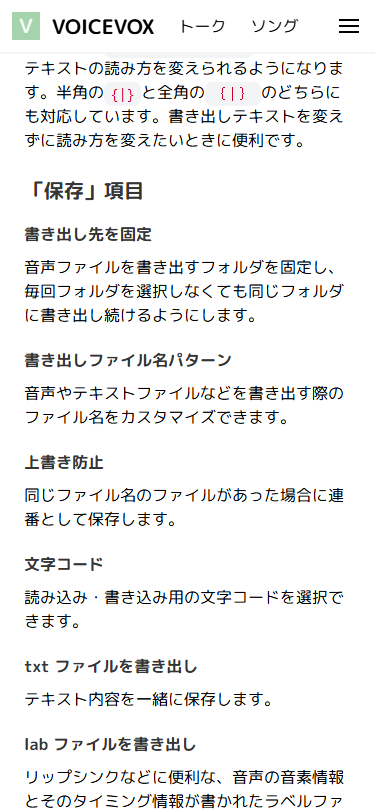 V VOICEVOX トーク ソング
テキストの読み方を変えられるようになりま
す。半角の {|} と全角の ｛｜｝ のどちらに
も対応しています。書き出しテキストを変え
ずに読み方を変えたいときに便利です。
「保存」項目
書き出し先を固定
音声ファイルを書き出すフォルダを固定し、
毎回フォルダを選択しなくても同じフォルダ
に書き出し続けるようにします。
書き出しファイル名パターン
音声やテキストファイルなどを書き出す際の
ファイル名をカスタマイズできます。
上書き防止
同じファイル名のファイルがあった場合に連
番として保存します。
文字コード
読み込み・書き込み用の文字コードを選択で
きます。
txt ファイルを書き出し
テキスト内容を一緒に保存します。
lab ファイルを書き出し
リップシンクなどに便利な、音声の音素情報
とそのタイミング情報が書かれたラベルファ